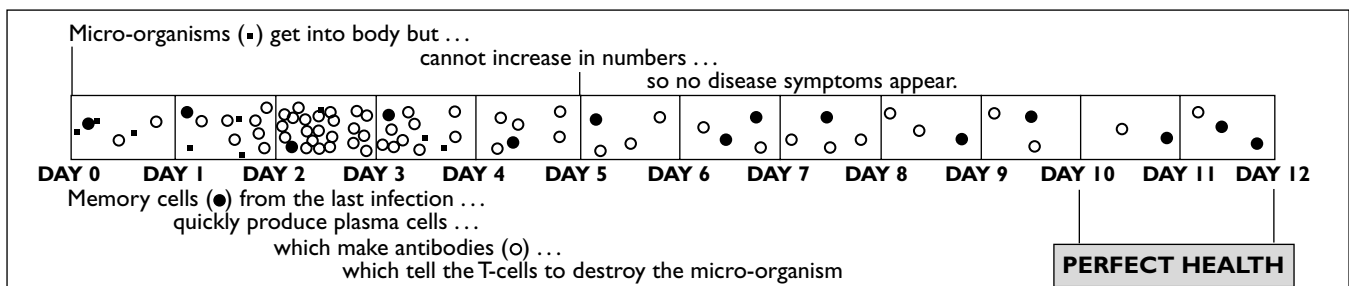 Micro-organisms (▪) get into body but ...
cannot increase in numbers ...
so no disease symptoms appear.
DAY 0 DAY 1 DAY 2 DAY 3 DAY 4 DAY 5 DAY 6 DAY 7 DAY 8 DAY 9 DAY 10 DAY 11 DAY 12
Memory cells (●) from the last infection ...
quickly produce plasma cells ...
which make antibodies (○) ...
which tell the T-cells to destroy the micro-organism
PERFECT HEALTH